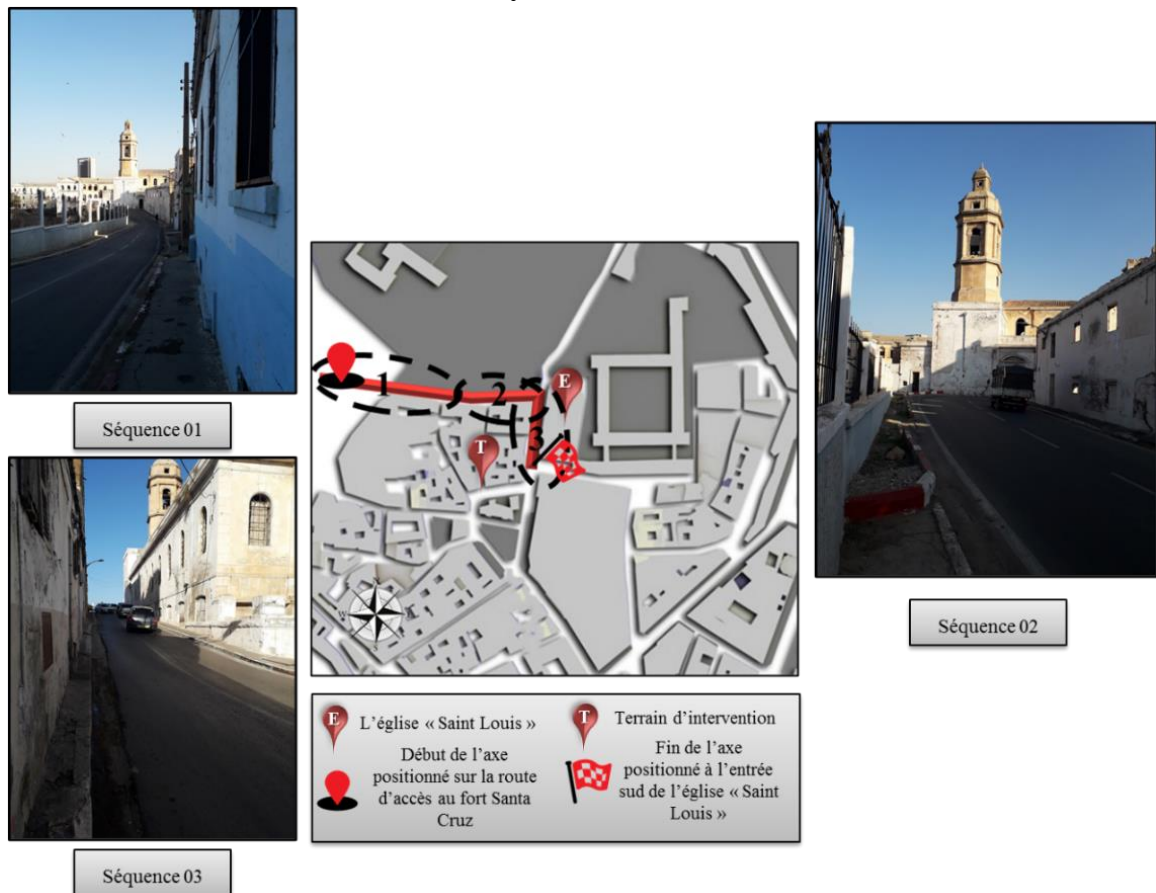 Séquence 01
1
2
3
E
T
Séquence 02
E L'église « Saint Louis »
Début de l'axe
positionné sur la route
d'accès au fort Santa
Cruz
T Terrain d'intervention
Fin de l'axe
positionné à l'entrée
sud de l'église « Saint
Louis »
Séquence 03